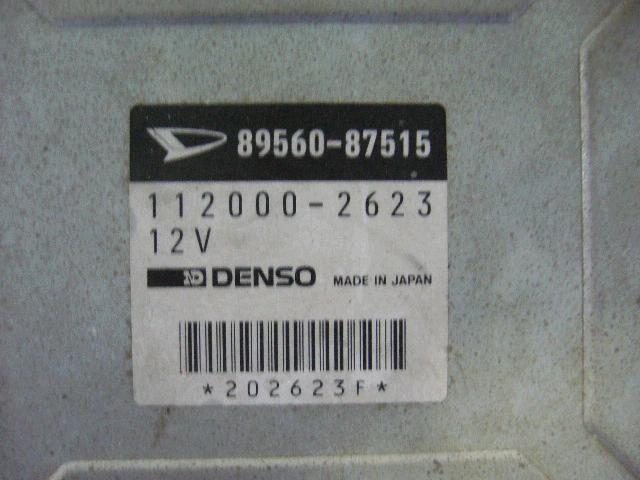 89560-87515
112000-2623
12V
DENSO MADE IN JAPAN
*202623F*